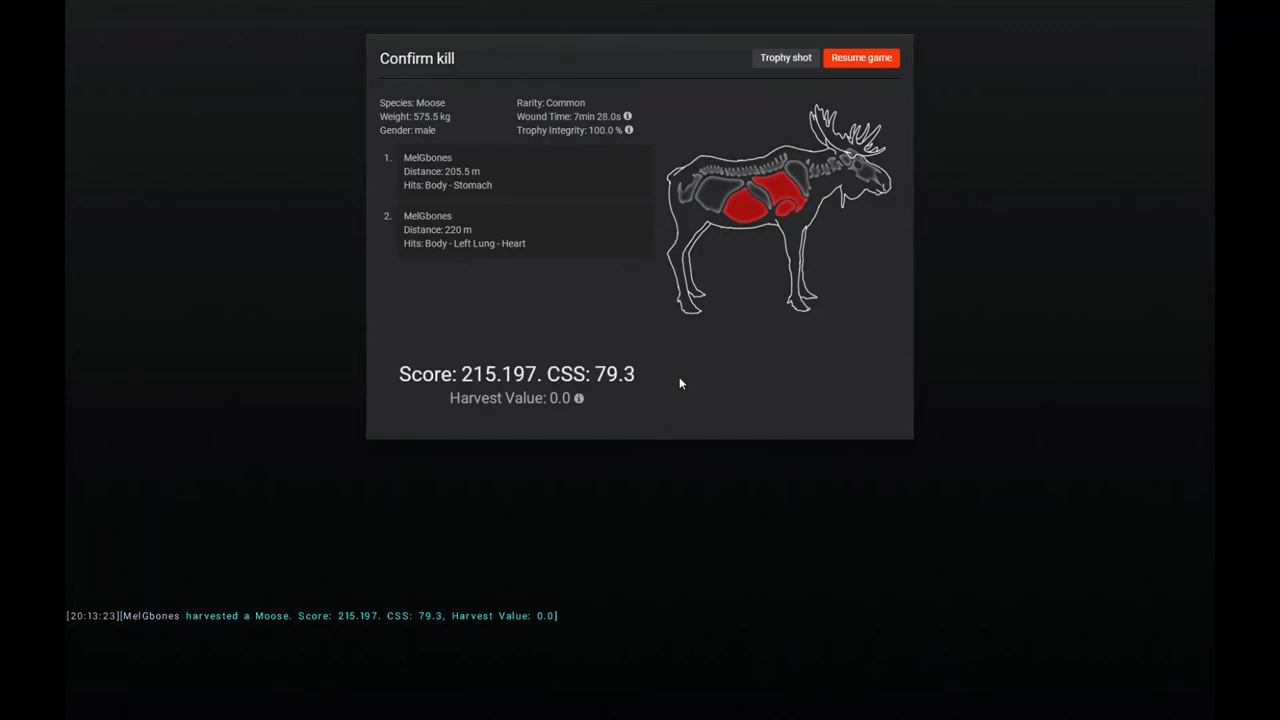 Confirm kill
Trophy shot
Resume game
Species: Moose
Weight: 575.5 kg
Gender: male
Rarity: Common
Wound Time: 7min 28.0s
Trophy Integrity: 100.0 %
1. MelGbones
Distance: 205.5 m
Hits: Body - Stomach
2. MelGbones
Distance: 220 m
Hits: Body - Left Lung - Heart
Score: 215.197. CSS: 79.3
Harvest Value: 0.0
[20:13:23][MelGbones harvested a Moose. Score: 215.197. CSS: 79.3, Harvest Value: 0.0]